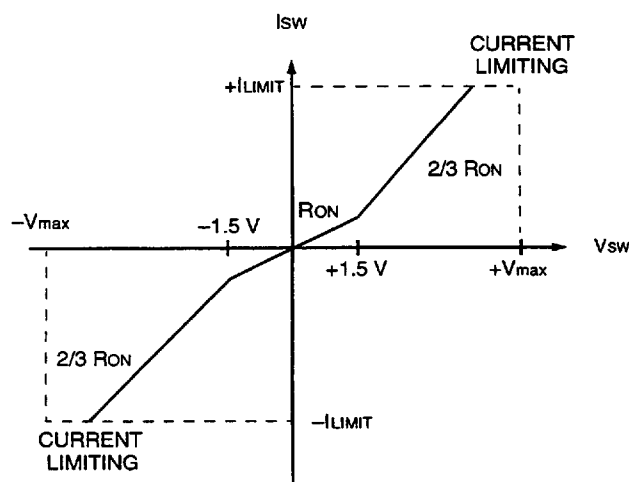 Isw
CURRENT
LIMITING
+ILIMIT
2/3 RON
RON
−Vmax
−1.5 V
Vsw
+1.5 V
+Vmax
2/3 RON
−ILIMIT
CURRENT
LIMITING